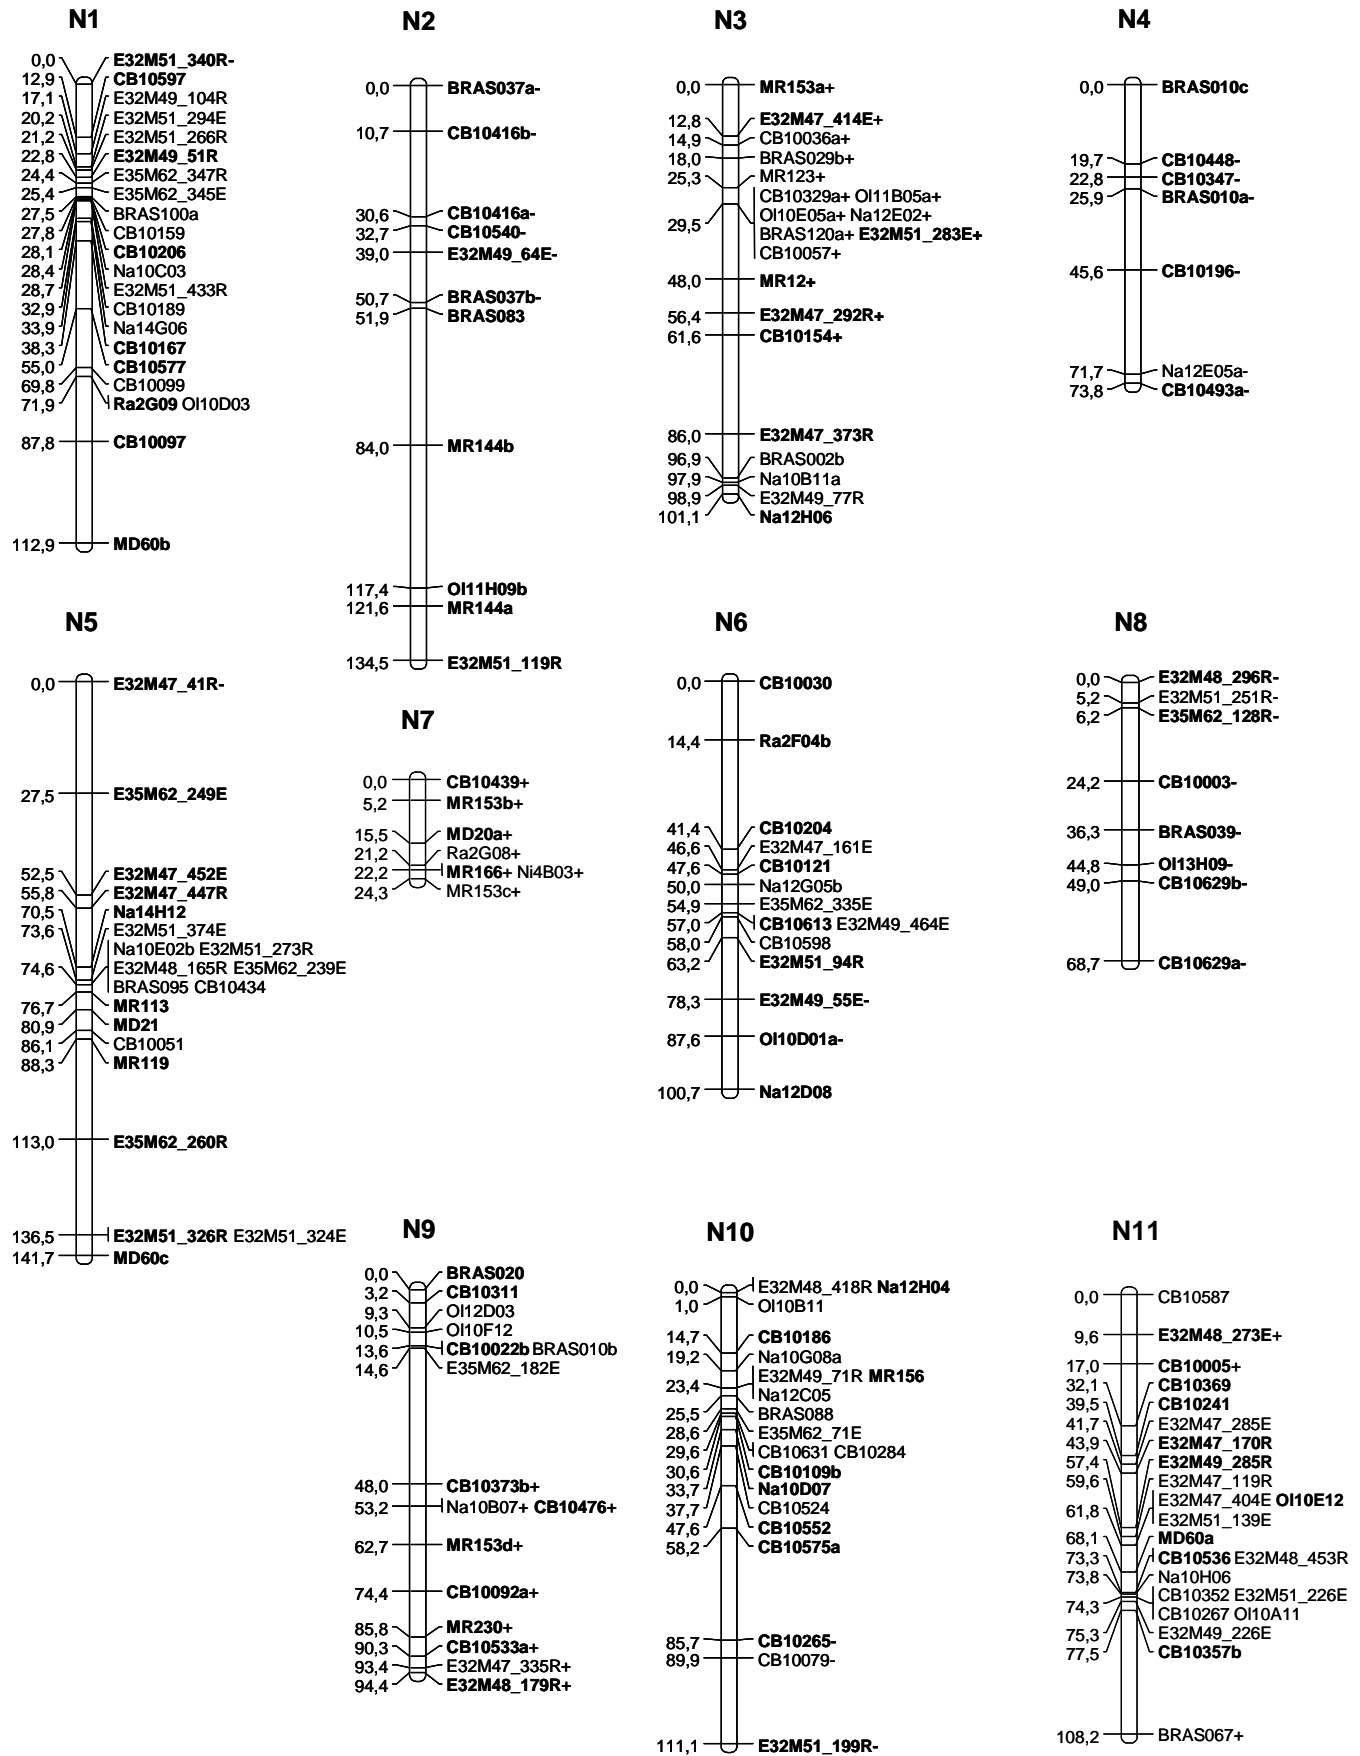 N1
0,0 E32M51_340R-
12,9 CB10597
17,1 E32M49_104R
20,2 E32M51_294E
21,2 E32M51_266R
22,8 E32M49_51R
24,4 E35M62_347R
25,4 E35M62_345E
27,5 BRAS100a
27,8 CB10159
28,1 CB10206
28,4 Na10C03
28,7 E32M51_433R
32,9 CB10189
33,9 Na14G06
38,3 CB10167
55,0 CB10577
69,8 CB10099
71,9 Ra2G09 Ol10D03
87,8 CB10097
112,9 MD60b
N2
0,0 BRAS037a-
10,7 CB10416b-
30,6 CB10416a-
32,7 CB10540-
39,0 E32M49_64E-
50,7 BRAS037b-
51,9 BRAS083
84,0 MR144b
117,4 Ol11H09b
121,6 MR144a
134,5 E32M51_119R
N3
0,0 MR153a+
12,8 E32M47_414E+
14,9 CB10036a+
18,0 BRAS029b+
25,3 MR123+
CB10329a+ Ol11B05a+
Ol10E05a+ Na12E02+
29,5 BRAS120a+ E32M51_283E+
CB10057+
48,0 MR12+
56,4 E32M47_292R+
61,6 CB10154+
86,0 E32M47_373R
96,9 BRAS002b
97,9 Na10B11a
98,9 E32M49_77R
101,1 Na12H06
N4
0,0 BRAS010c
19,7 CB10448-
22,8 CB10347-
25,9 BRAS010a-
45,6 CB10196-
71,7 Na12E05a-
73,8 CB10493a-
N5
0,0 E32M47_41R-
27,5 E35M62_249E
52,5 E32M47_452E
55,8 E32M47_447R
70,5 Na14H12
73,6 E32M51_374E
Na10E02b E32M51_273R
74,6 E32M48_165R E35M62_239E
BRAS095 CB10434
76,7 MR113
80,9 MD21
86,1 CB10051
88,3 MR119
113,0 E35M62_260R
136,5 E32M51_326R E32M51_324E
141,7 MD60c
N7
0,0 CB10439+
5,2 MR153b+
15,5 MD20a+
21,2 Ra2G08+
22,2 MR166+ Ni4B03+
24,3 MR153c+
N6
0,0 CB10030
14,4 Ra2F04b
41,4 CB10204
46,6 E32M47_161E
47,6 CB10121
50,0 Na12G05b
54,9 E35M62_335E
57,0 CB10613 E32M49_464E
58,0 CB10598
63,2 E32M51_94R
78,3 E32M49_55E-
87,6 Ol10D01a-
100,7 Na12D08
N8
0,0 E32M48_296R-
5,2 E32M51_251R-
6,2 E35M62_128R-
24,2 CB10003-
36,3 BRAS039-
44,8 Ol13H09-
49,0 CB10629b-
68,7 CB10629a-
N9
0,0 BRAS020
3,2 CB10311
9,3 Ol12D03
10,5 Ol10F12
13,6 CB10022b BRAS010b
14,6 E35M62_182E
48,0 CB10373b+
53,2 Na10B07+ CB10476+
62,7 MR153d+
74,4 CB10092a+
85,8 MR230+
90,3 CB10533a+
93,4 E32M47_335R+
94,4 E32M48_179R+
N10
0,0 E32M48_418R Na12H04
1,0 Ol10B11
14,7 CB10186
19,2 Na10G08a
E32M49_71R MR156
23,4 Na12C05
25,5 BRAS088
28,6 E35M62_71E
29,6 CB10631 CB10284
30,6 CB10109b
33,7 Na10D07
37,7 CB10524
47,6 CB10552
58,2 CB10575a
85,7 CB10265-
89,9 CB10079-
111,1 E32M51_199R-
N11
0,0 CB10587
9,6 E32M48_273E+
17,0 CB10005+
32,1 CB10369
39,5 CB10241
41,7 E32M47_285E
43,9 E32M47_170R
57,4 E32M49_285R
59,6 E32M47_119R
E32M47_404E Ol10E12
61,8 E32M51_139E
68,1 MD60a
73,3 CB10536 E32M48_453R
73,8 Na10H06
CB10352 E32M51_226E
74,3 CB10267 Ol10A11
75,3 E32M49_226E
77,5 CB10357b
108,2 BRAS067+